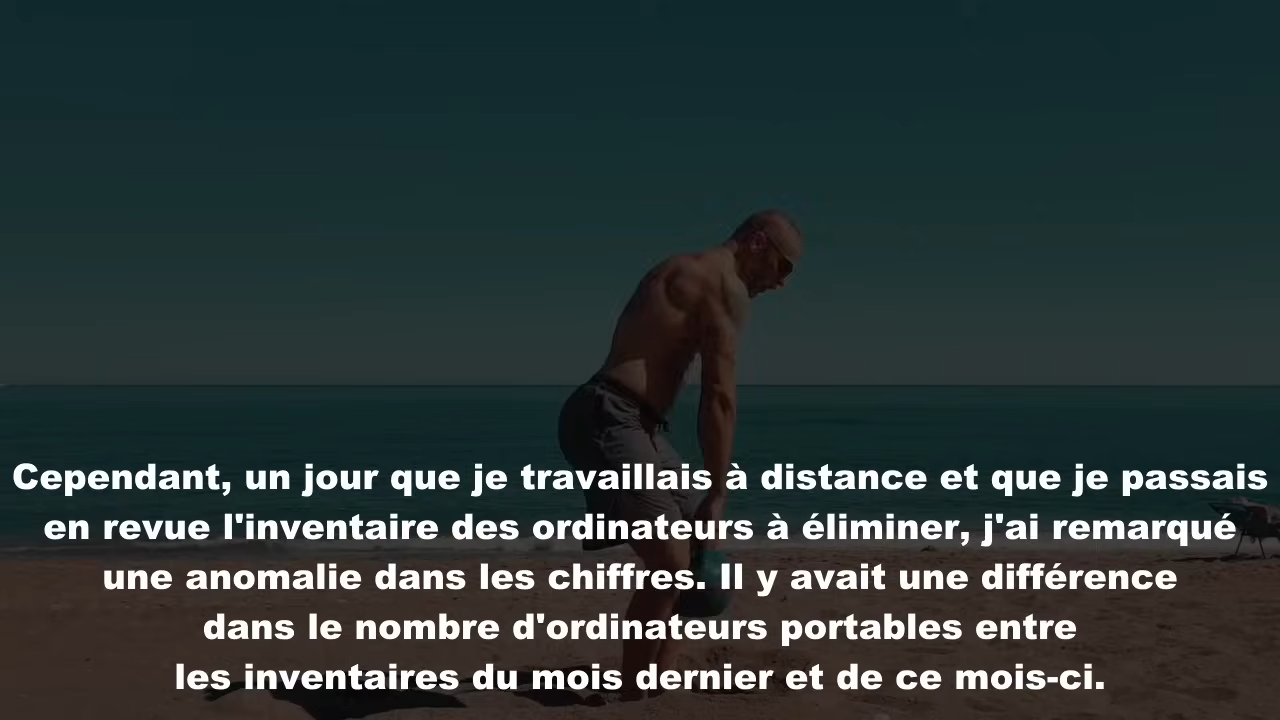 Cependant, un jour que je travaillais à distance et que je passais
en revue l'inventaire des ordinateurs à éliminer, j'ai remarqué
une anomalie dans les chiffres. Il y avait une différence
dans le nombre d'ordinateurs portables entre
les inventaires du mois dernier et de ce mois-ci.